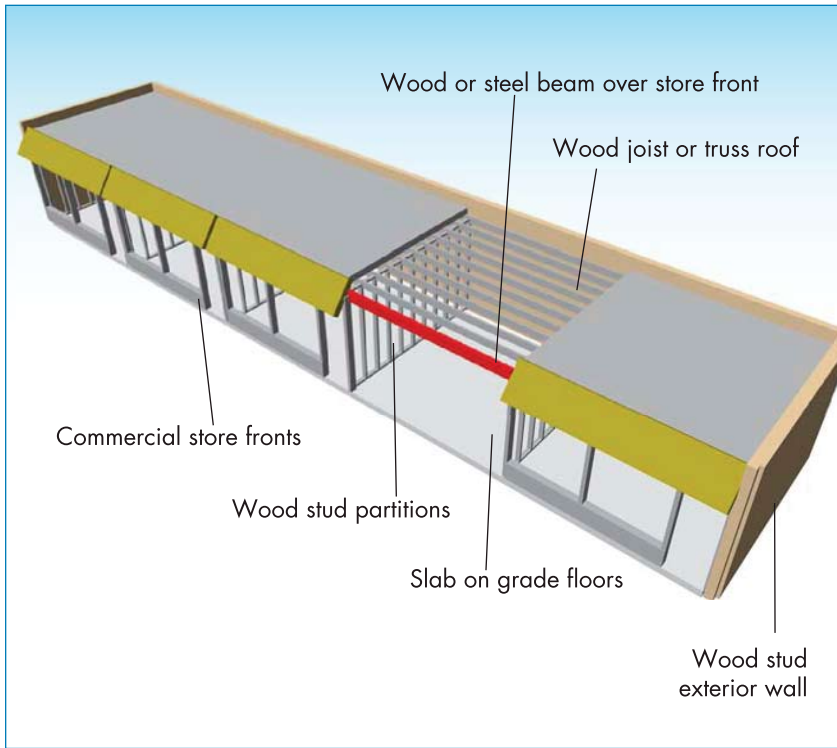 Wood or steel beam over store front
Wood joist or truss roof
Commercial store fronts
Wood stud partitions
Slab on grade floors
Wood stud
exterior wall